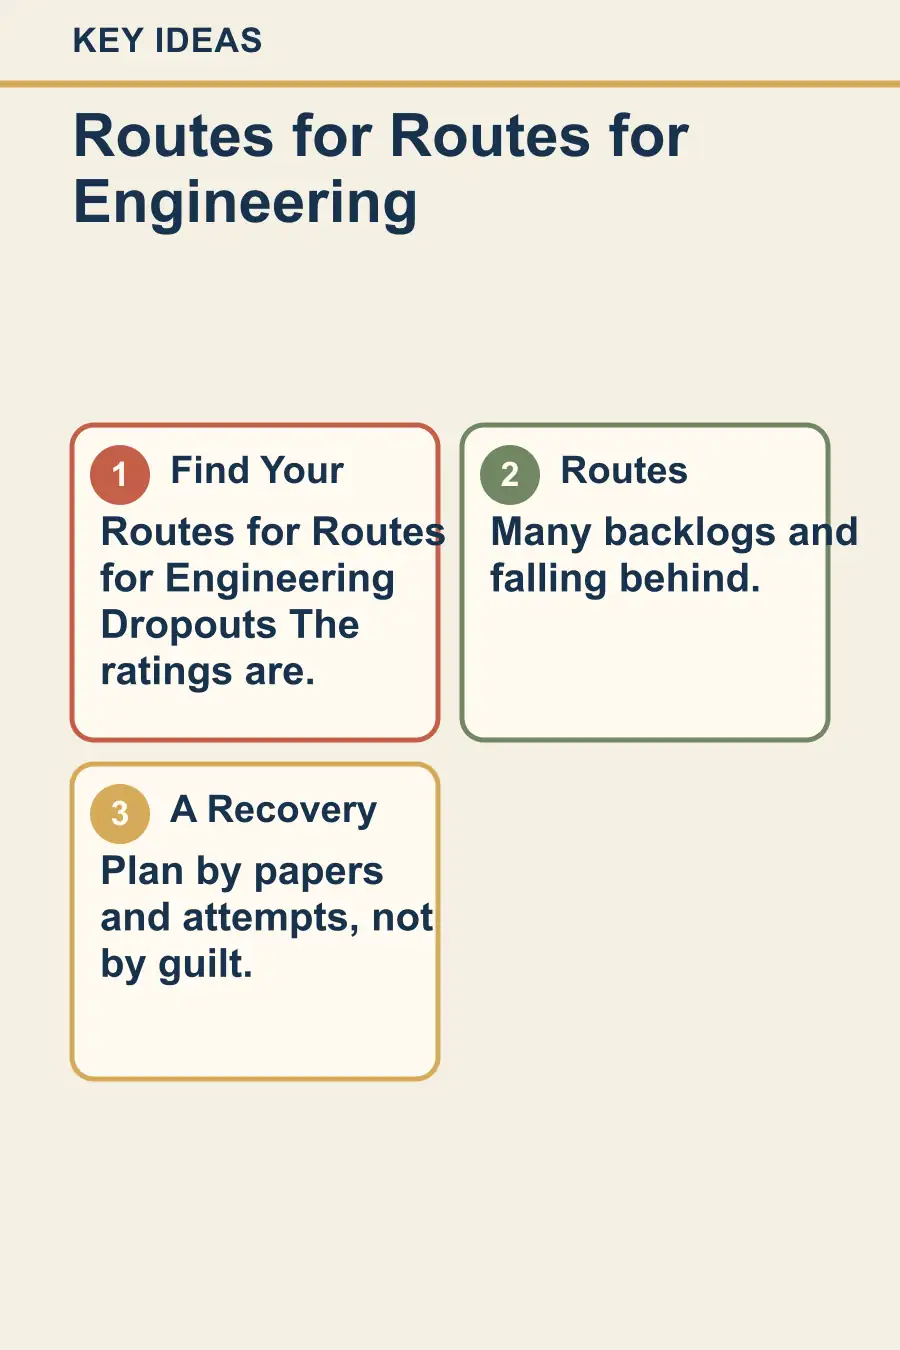 KEY IDEAS
Routes for Routes for
Engineering
1 Find Your
Routes for Routes
for Engineering
Dropouts The
ratings are.
2 Routes
Many backlogs and
falling behind.
3 A Recovery
Plan by papers
and attempts, not
by guilt.